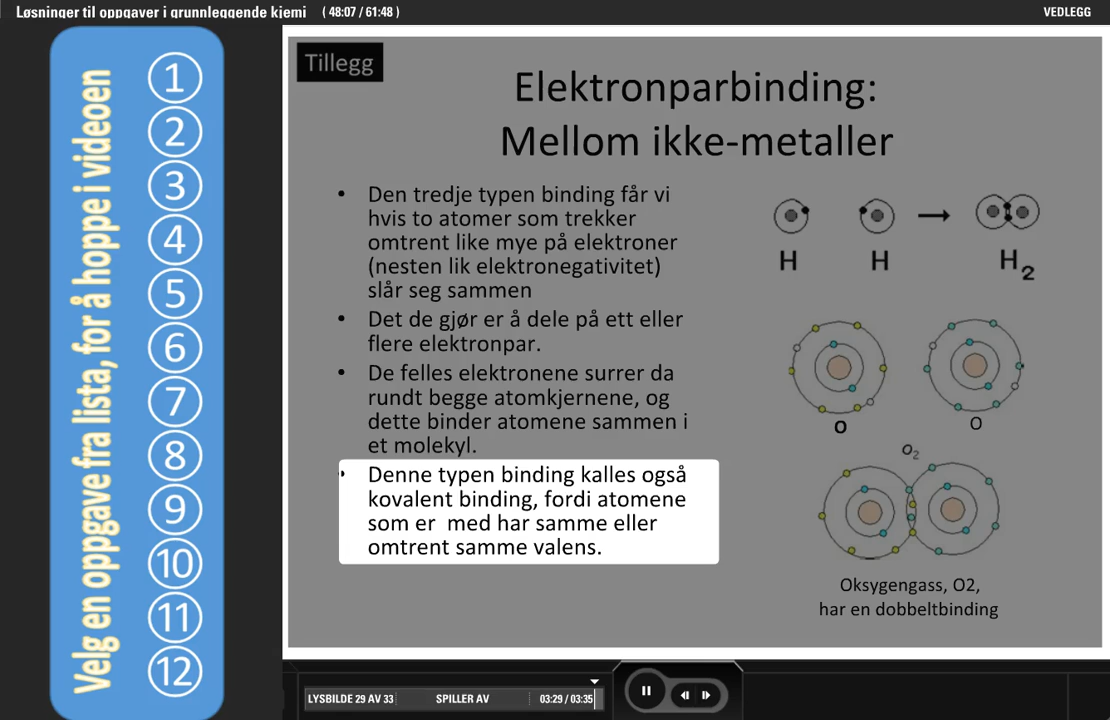 Løsninger til oppgaver i grunnleggende kjemi ( 48:07 / 61:48 )
VEDLEGG
Velg en oppgave fra lista, for å hoppe i videoen
1
2
3
4
5
6
7
8
9
10
11
12
Tillegg
Elektronparbinding:
Mellom ikke-metaller
• Den tredje typen binding får vi
hvis to atomer som trekker
omtrent like mye på elektroner
(nesten lik elektronegativitet)
slår seg sammen
• Det de gjør er å dele på ett eller
flere elektronpar.
• De felles elektronene surrer da
rundt begge atomkjernene, og
dette binder atomene sammen i
et molekyl.
• Denne typen binding kalles også
kovalent binding, fordi atomene
som er med har samme eller
omtrent samme valens.
H H H2
O O
O2
Oksygengass, O2,
har en dobbeltbinding
LYSBILDE 29 AV 33 SPILLER AV 03:29 / 03:35